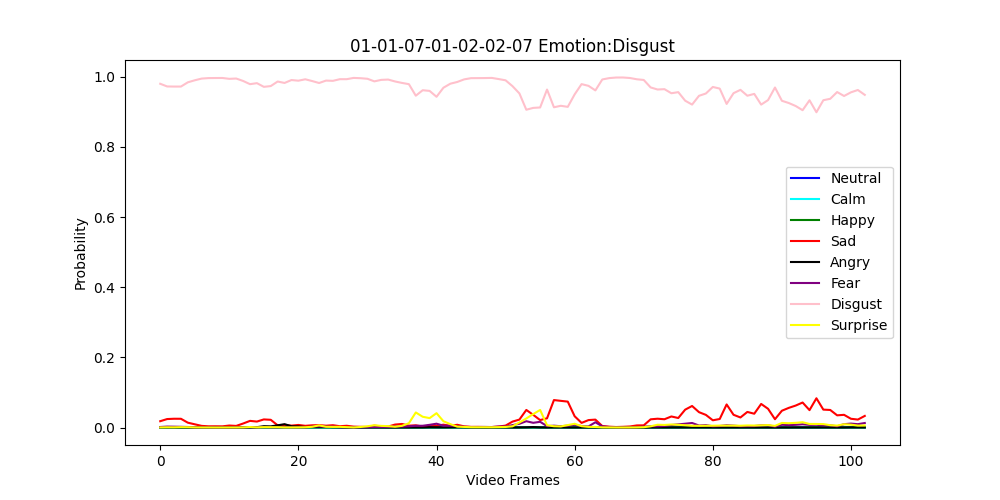 01-01-07-01-02-02-07 Emotion:Disgust
Probability
1.0
0.8
0.6
0.4
0.2
0.0
Neutral
Calm
Happy
Sad
Angry
Fear
Disgust
Surprise
0 20 40 60 80 100
Video Frames